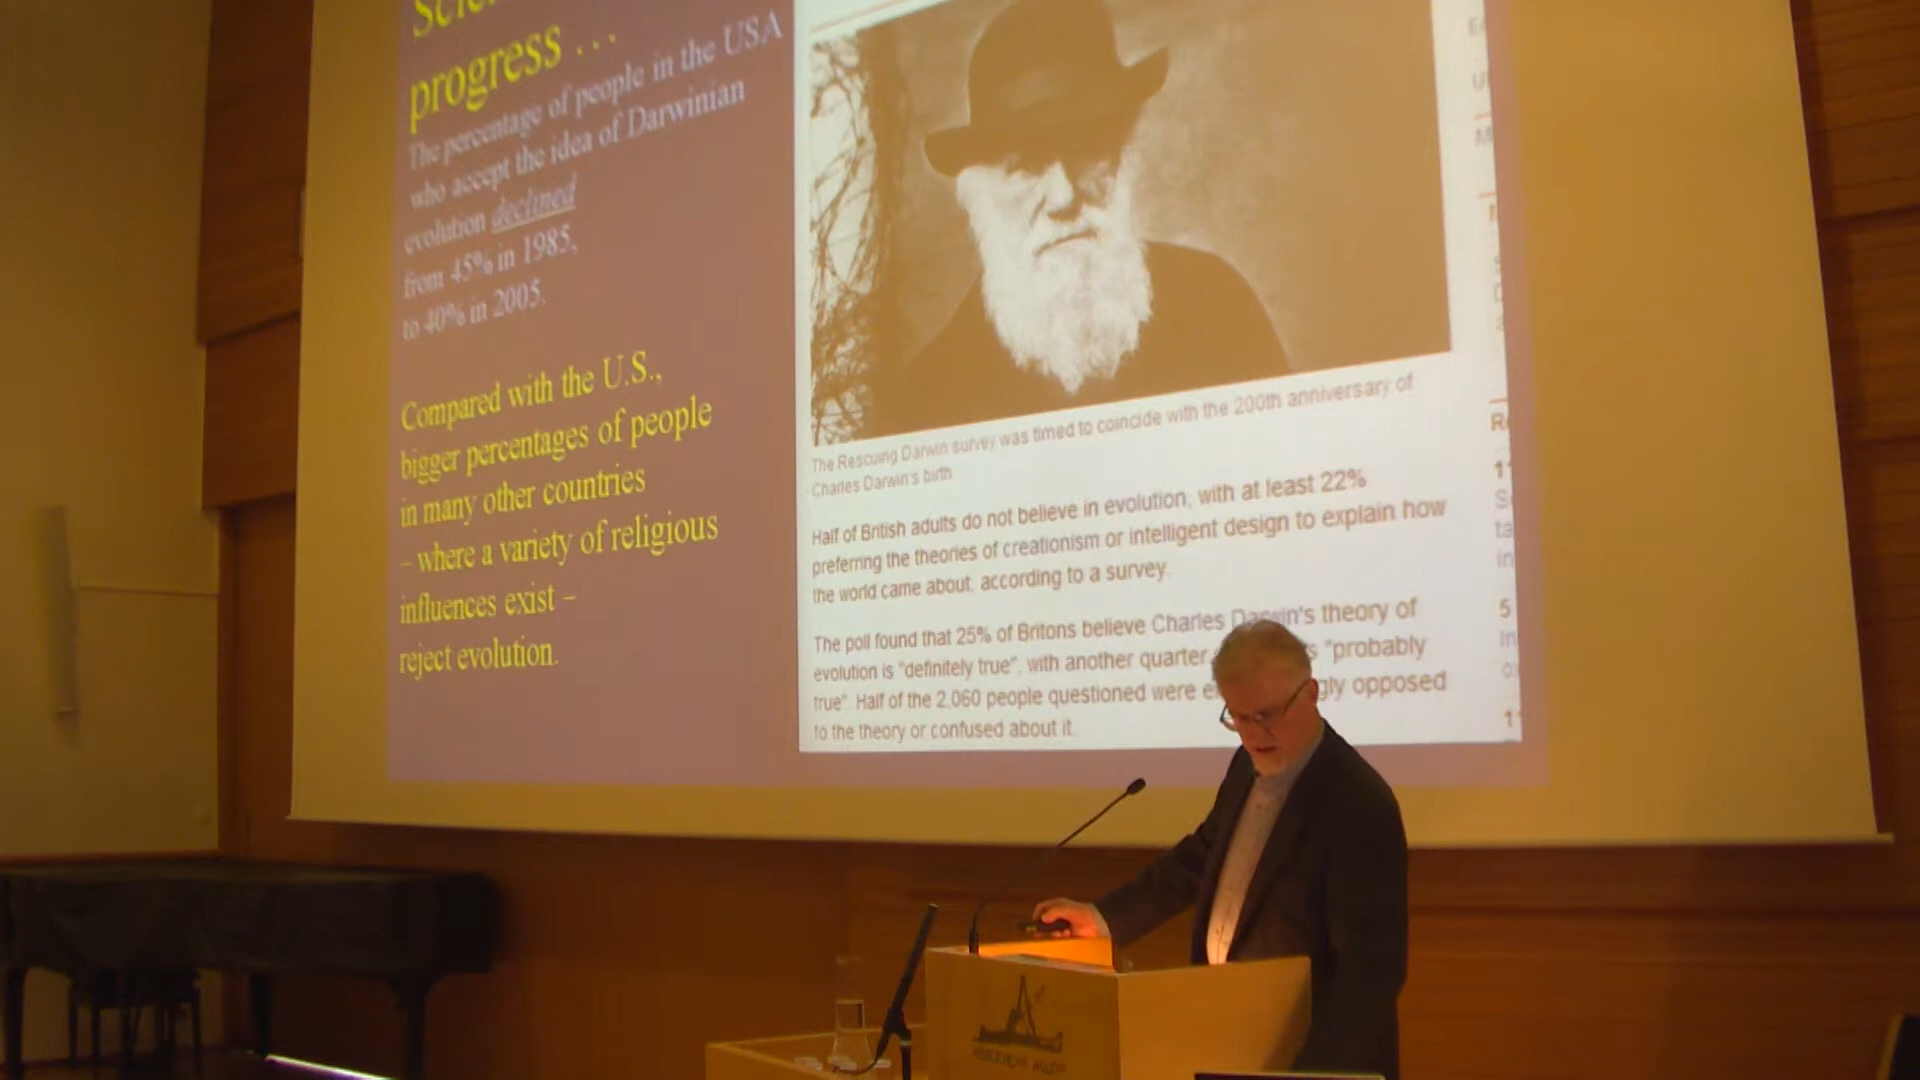 progress …
The percentage of people in the USA
who accept the idea of Darwinian
evolution declined
from 45% in 1985,
to 40% in 2005.
Compared with the U.S.,
bigger percentages of people
in many other countries
– where a variety of religious
influences exist –
reject evolution.
The Rescuing Darwin survey was timed to coincide with the 200th anniversary of
Charles Darwin's birth
Half of British adults do not believe in evolution, with at least 22%
preferring the theories of creationism or intelligent design to explain how
the world came about, according to a survey.
The poll found that 25% of Britons believe Charles Darwin's theory of
evolution is "definitely true", with another quarter "probably
true". Half of the 2,060 people questioned were gly opposed
to the theory or confused about it.